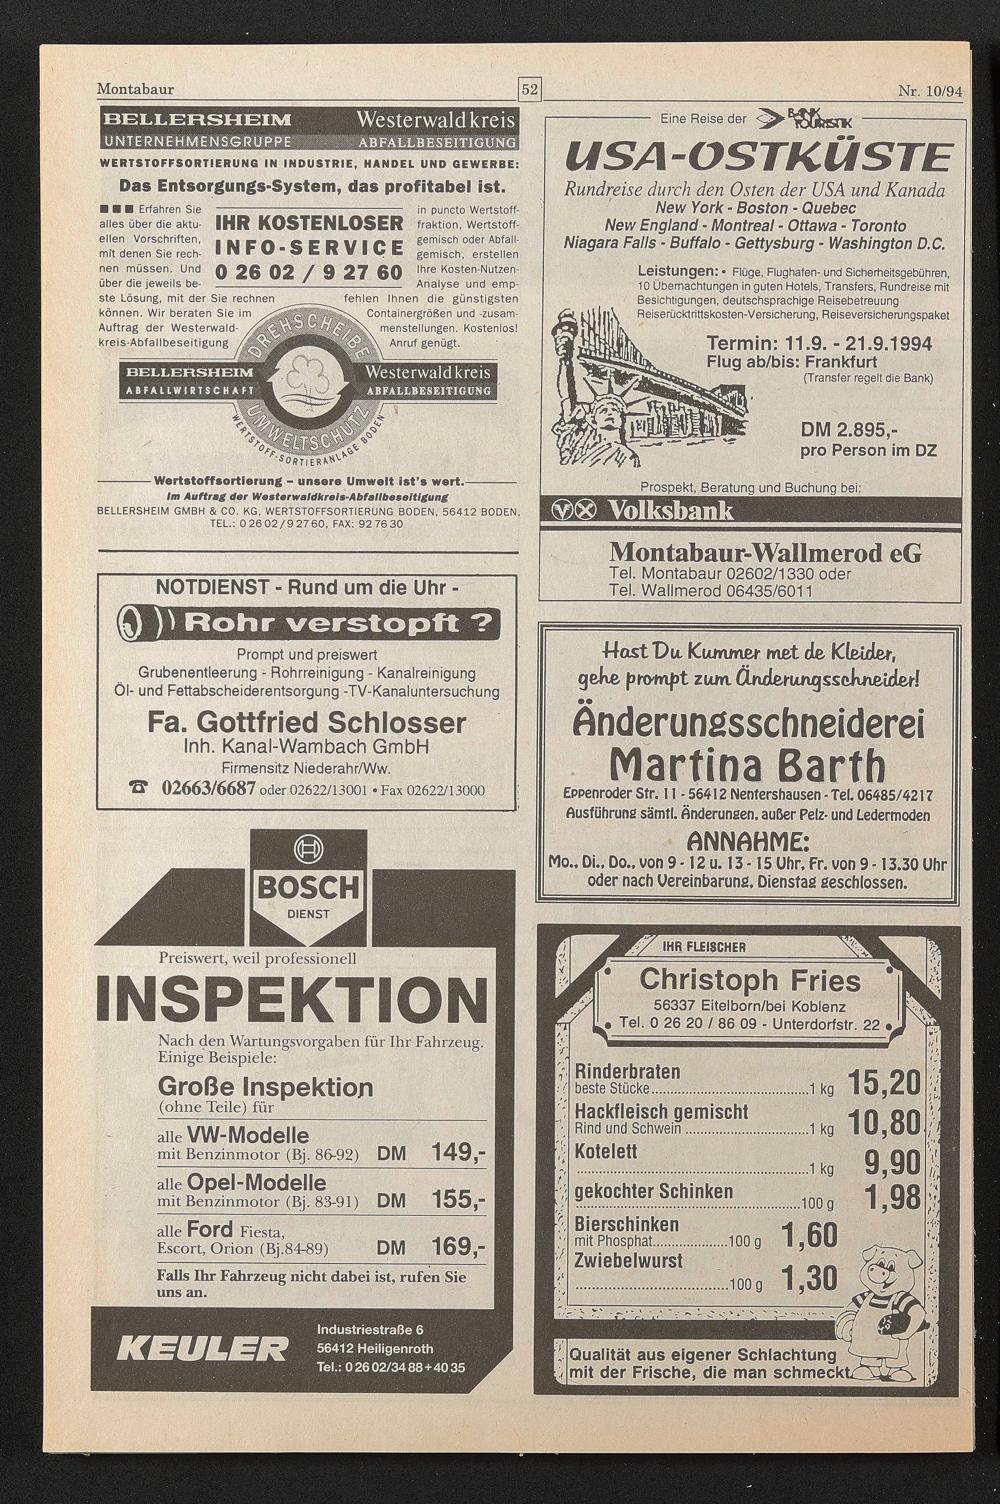 Montabaur
52
Nr. 10/94
BELLERSHEIM
UNTERNEHMENSGRUPPE
Westerwaldkreis
ABFALLBESEITIGUNG
WERTSTOFFSORTIERUNG IN INDUSTRIE, HANDEL UND GEWERBE:
Das Entsorgungs-System, das profitabel ist.
■ ■ ■ Erfahren Sie
alles über die aktu-
ellen Vorschriften,
mit denen Sie rech-
nen müssen. Und
über die jeweils be-
ste Lösung, mit der Sie rechnen
können. Wir beraten Sie im
Auftrag der Westerwald-
kreis-Abfallbeseitigung
IHR KOSTENLOSER
INFO-SERVICE
0 26 02 / 9 27 60
in puncto Wertstoff-
fraktion, Wertstoff-
gemisch oder Abfall-
gemisch, erstellen
Ihre Kosten-Nutzen-
Analyse und emp-
fehlen Ihnen die günstigsten
Containergrößen und -zusam-
menstellungen. Kostenlos!
Anruf genügt.
DREHSCHEIBE
BELLERSHEIM
ABFALLWIRTSCHAFT
Westerwaldkreis
ABFALLBESEITIGUNG
UMWELTSCHUTZ
WERTSTOFF-SORTIERANLAGE BODEN
Wertstoffsortierung – unsere Umwelt ist's wert.
Im Auftrag der Westerwaldkreis-Abfallbeseitigung
BELLERSHEIM GMBH & CO. KG, WERTSTOFFSORTIERUNG BODEN, 56412 BODEN,
TEL.: 0 26 02 / 9 27 60, FAX: 92 76 30
NOTDIENST - Rund um die Uhr -
Rohr verstopft ?
Prompt und preiswert
Grubenentleerung - Rohrreinigung - Kanalreinigung
Öl- und Fettabscheiderentsorgung -TV-Kanaluntersuchung
Fa. Gottfried Schlosser
Inh. Kanal-Wambach GmbH
Firmensitz Niederahr/Ww.
☎ 02663/6687 oder 02622/13001 • Fax 02622/13000
BOSCH
DIENST
Preiswert, weil professionell
INSPEKTION
Nach den Wartungsvorgaben für Ihr Fahrzeug.
Einige Beispiele:
Große Inspektion
(ohne Teile) für
alle VW-Modelle
mit Benzinmotor (Bj. 86-92) DM 149,-
alle Opel-Modelle
mit Benzinmotor (Bj. 83-91) DM 155,-
alle Ford Fiesta,
Escort, Orion (Bj.84-89) DM 169,-
Falls Ihr Fahrzeug nicht dabei ist, rufen Sie
uns an.
KEULER
Industriestraße 6
56412 Heiligenroth
Tel.: 0 26 02/34 88 + 40 35
Eine Reise der BANK TOURISTIK
USA-OSTKÜSTE
Rundreise durch den Osten der USA und Kanada
New York - Boston - Quebec
New England - Montreal - Ottawa - Toronto
Niagara Falls - Buffalo - Gettysburg - Washington D.C.
Leistungen: • Flüge, Flughafen- und Sicherheitsgebühren,
10 Übernachtungen in guten Hotels, Transfers, Rundreise mit
Besichtigungen, deutschsprachige Reisebetreuung
Reiserücktrittskosten-Versicherung, Reiseversicherungspaket
Termin: 11.9. - 21.9.1994
Flug ab/bis: Frankfurt
(Transfer regelt die Bank)
DM 2.895,-
pro Person im DZ
Prospekt, Beratung und Buchung bei:
Volksbank
Montabaur-Wallmerod eG
Tel. Montabaur 02602/1330 oder
Tel. Wallmerod 06435/6011
Hast Du Kummer met de Kleider,
gehe prompt zum Änderungsschneider!
Änderungsschneiderei
Martina Barth
Eppenroder Str. 11 - 56412 Nentershausen - Tel. 06485/4217
Ausführung sämtl. Änderungen, außer Pelz- und Ledermoden
ANNAHME:
Mo., Di., Do., von 9 - 12 u. 13 - 15 Uhr, Fr. von 9 - 13.30 Uhr
oder nach Vereinbarung, Dienstag geschlossen.
IHR FLEISCHER
Christoph Fries
56337 Eitelborn/bei Koblenz
Tel. 0 26 20 / 86 09 - Unterdorfstr. 22
Rinderbraten
beste Stücke........1 kg 15,20
Hackfleisch gemischt
Rind und Schwein........1 kg 10,80
Kotelett
........1 kg 9,90
gekochter Schinken
........100 g 1,98
Bierschinken
mit Phosphat........100 g 1,60
Zwiebelwurst
........100 g 1,30
Qualität aus eigener Schlachtung
mit der Frische, die man schmeckt.